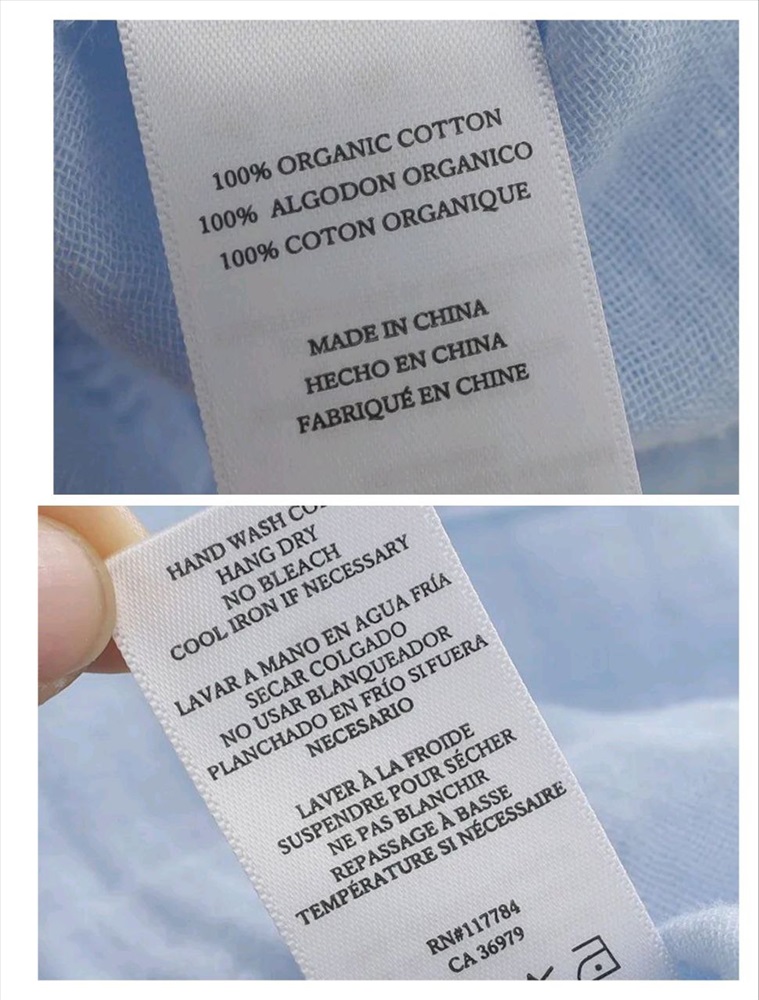 100% ORGANIC COTTON
100% ALGODON ORGANICO
100% COTON ORGANIQUE
MADE IN CHINA
HECHO EN CHINA
FABRIQUÉ EN CHINE
HAND WASH
HANG DRY
NO BLEACH
COOL IRON IF NECESSARY
LAVAR A MANO EN AGUA FRÍA
SECAR COLGADO
NO USAR BLANQUEADOR
PLANCHADO EN FRÍO SI FUERA
NECESARIO
LAVER À LA FROIDE
SUSPENDRE POUR SÉCHER
NE PAS BLANCHIR
REPASSAGE À BASSE
TEMPÉRATURE SI NÉCESSAIRE
RN#117784
CA 36979